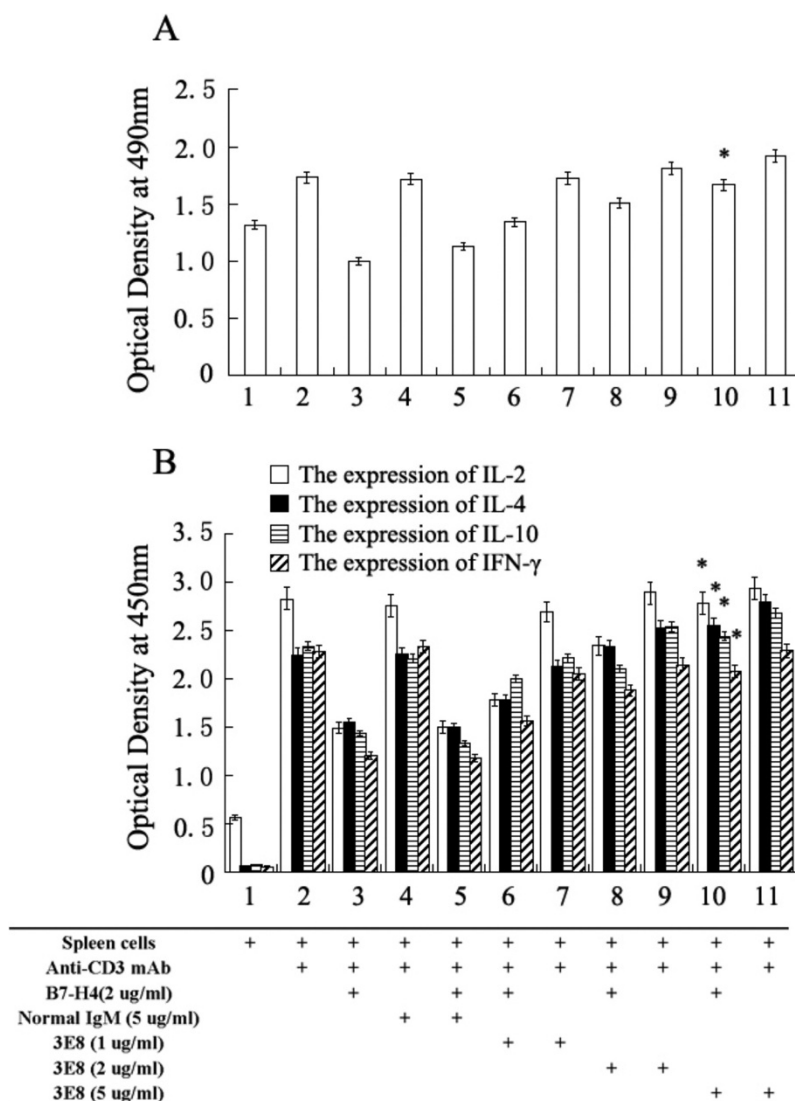 A
Optical Density at 490nm
2.5
2.0
1.5
1.0
0.5
0
*
1 2 3 4 5 6 7 8 9 10 11
B
The expression of IL-2
The expression of IL-4
The expression of IL-10
The expression of IFN-γ
Optical Density at 450nm
3.5
3.0
2.5
2.0
1.5
1.0
0.5
0
* * * *
1 2 3 4 5 6 7 8 9 10 11
Spleen cells + + + + + + + + + + +
Anti-CD3 mAb + + + + + + + + + +
B7-H4(2 ug/ml) + + + + +
Normal IgM (5 ug/ml) + +
3E8 (1 ug/ml) + +
3E8 (2 ug/ml) + +
3E8 (5 ug/ml) + +